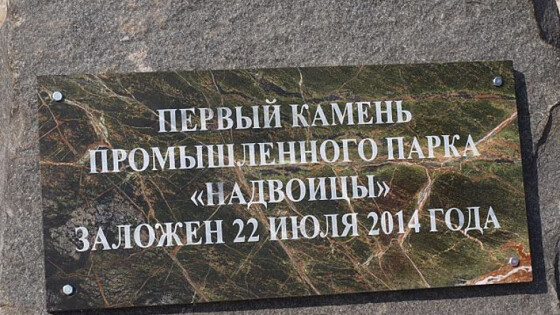 ПЕРВЫЙ КАМЕНЬ
ПРОМЫШЛЕННОГО ПАРКА
«НАДВОИЦЫ»
ЗАЛОЖЕН 22 ИЮЛЯ 2014 ГОДА